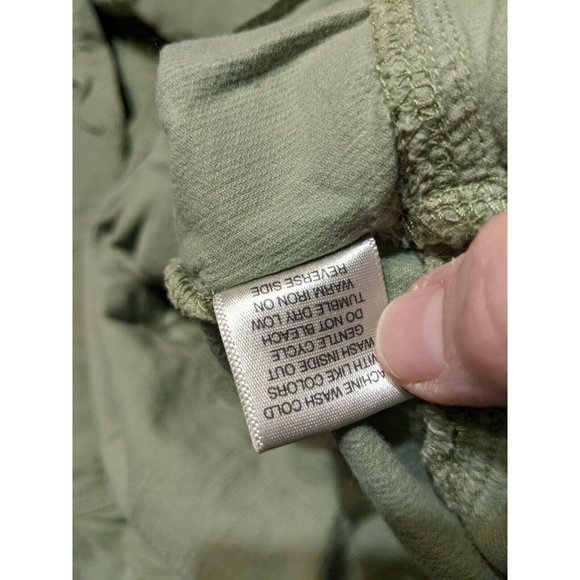 ACHINE WASH COLD
WITH LIKE COLORS
WASH INSIDE OUT
GENTLE CYCLE
DO NOT BLEACH
TUMBLE DRY LOW
WARM IRON ON
REVERSE SIDE